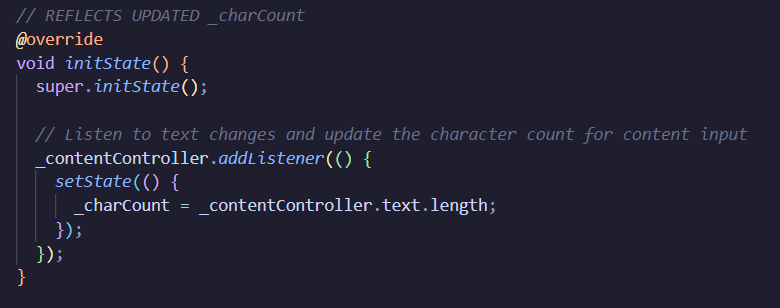 // REFLECTS UPDATED _charCount
@override
void initState() {
  super.initState();

  // Listen to text changes and update the character count for content input
  _contentController.addListener(() {
    setState(() {
      _charCount = _contentController.text.length;
    });
  });
}